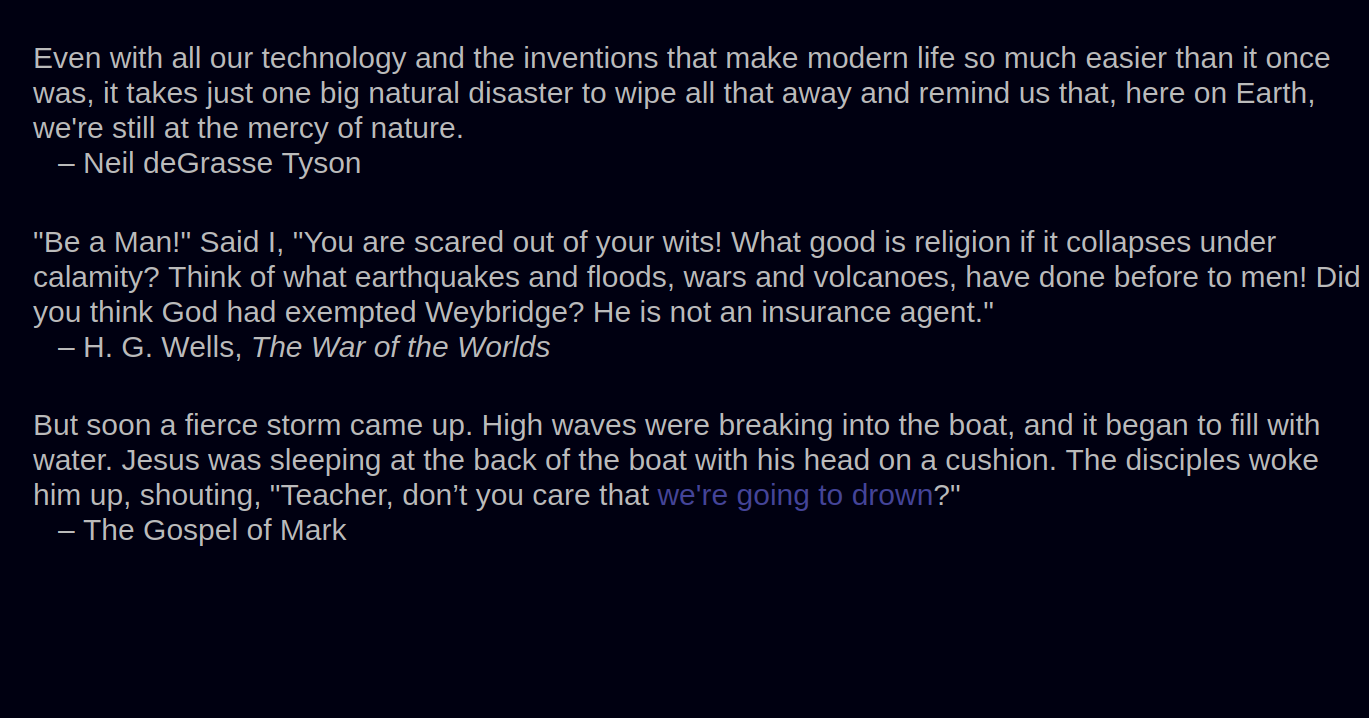 Even with all our technology and the inventions that make modern life so much easier than it once
was, it takes just one big natural disaster to wipe all that away and remind us that, here on Earth,
we're still at the mercy of nature.
– Neil deGrasse Tyson
"Be a Man!" Said I, "You are scared out of your wits! What good is religion if it collapses under
calamity? Think of what earthquakes and floods, wars and volcanoes, have done before to men! Did
you think God had exempted Weybridge? He is not an insurance agent."
– H. G. Wells, The War of the Worlds
But soon a fierce storm came up. High waves were breaking into the boat, and it began to fill with
water. Jesus was sleeping at the back of the boat with his head on a cushion. The disciples woke
him up, shouting, "Teacher, don’t you care that we're going to drown?"
– The Gospel of Mark